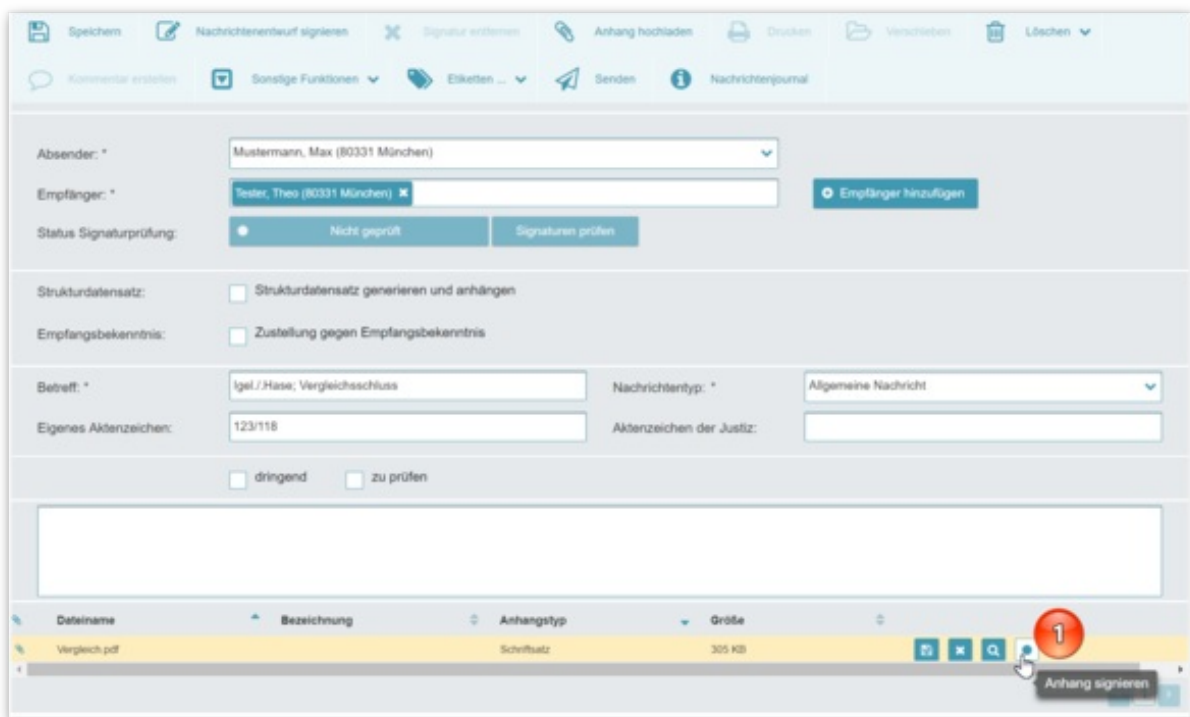 Speichern Nachrichtenentwurf signieren Signatur entfernen Anhang hochladen Drucken Verschieben Löschen
Kommentar erstellen Sonstige Funktionen Etiketten ... Senden Nachrichtenjournal
Absender: * Mustermann, Max (80331 München)
Empfänger: * Tester, Theo (80331 München) Empfänger hinzufügen
Status Signaturprüfung: Nicht geprüft Signaturen prüfen
Strukturdatensatz: Strukturdatensatz generieren und anhängen
Empfangsbekenntnis: Zustellung gegen Empfangsbekenntnis
Betreff: * Igel./.Hase; Vergleichsschluss Nachrichtentyp: * Allgemeine Nachricht
Eigenes Aktenzeichen: 123/118 Aktenzeichen der Justiz:
dringend zu prüfen
Dateiname Bezeichnung Anhangstyp Größe
1
Vergleich.pdf Schriftsatz 305 KB
Anhang signieren